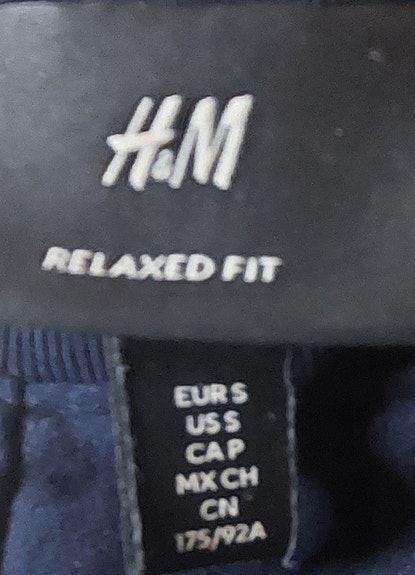 H&M
RELAXED FIT
EUR S
US S
CA P
MX CH
CN
175/92A